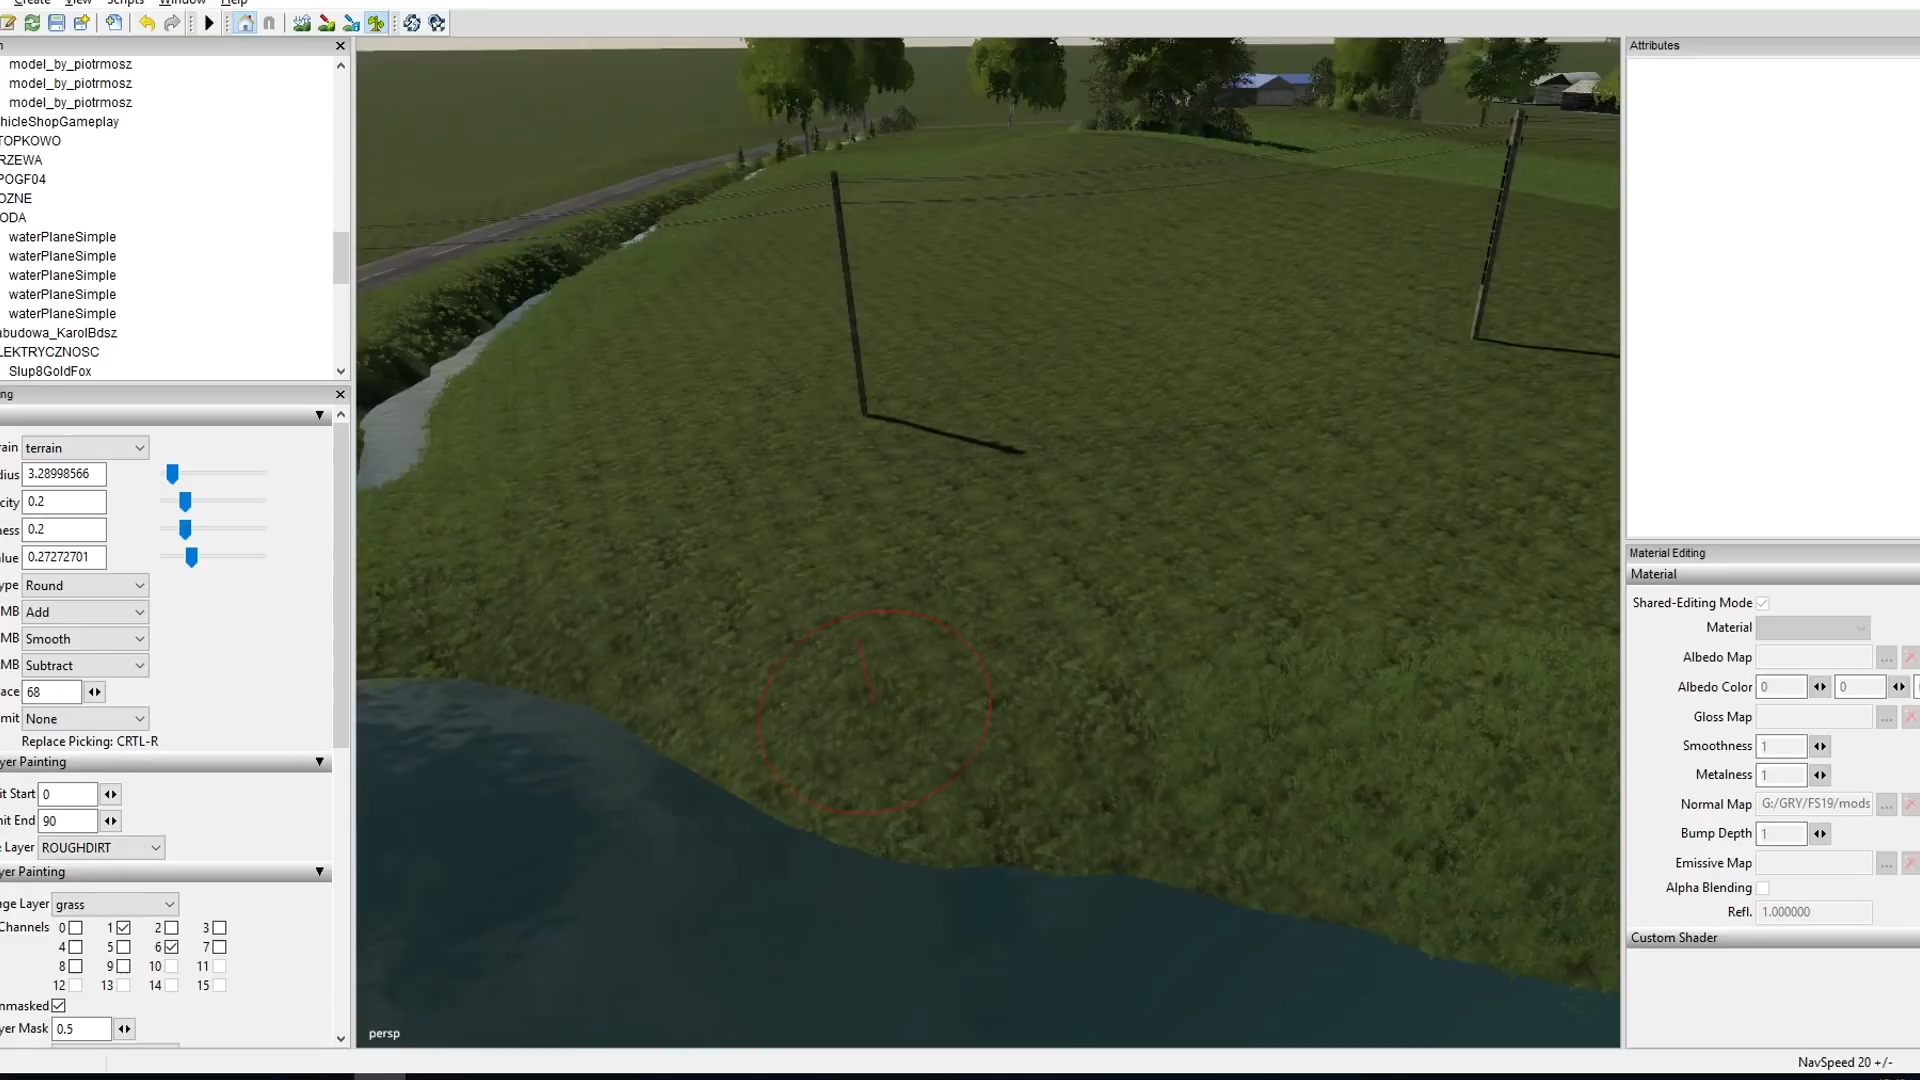 Create View Scripts Window Help
model_by_piotrmosz
model_by_piotrmosz
model_by_piotrmosz
hicleShopGameplay
TOPKOWO
RZEWA
POGF04
OZNE
ODA
waterPlaneSimple
waterPlaneSimple
waterPlaneSimple
waterPlaneSimple
waterPlaneSimple
abudowa_KarolBdsz
LEKTRYCZNOSC
Slup8GoldFox
ng
rain terrain
dius 3.28998566
city 0.2
ness 0.2
alue 0.27272701
ype Round
MB Add
MB Smooth
MB Subtract
ace 68
mit None
Replace Picking: CRTL-R
yer Painting
it Start 0
nit End 90
e Layer ROUGHDIRT
yer Painting
age Layer grass
Channels 0 1 2 3
4 5 6 7
8 9 10 11
12 13 14 15
nmasked
yer Mask 0.5
persp
Attributes
Material Editing
Material
Shared-Editing Mode
Material
Albedo Map ...
Albedo Color 0 0
Gloss Map ...
Smoothness 1
Metalness 1
Normal Map G:/GRY/FS19/mods ...
Bump Depth 1
Emissive Map ...
Alpha Blending
Refl. 1.000000
Custom Shader
NavSpeed 20 +/-